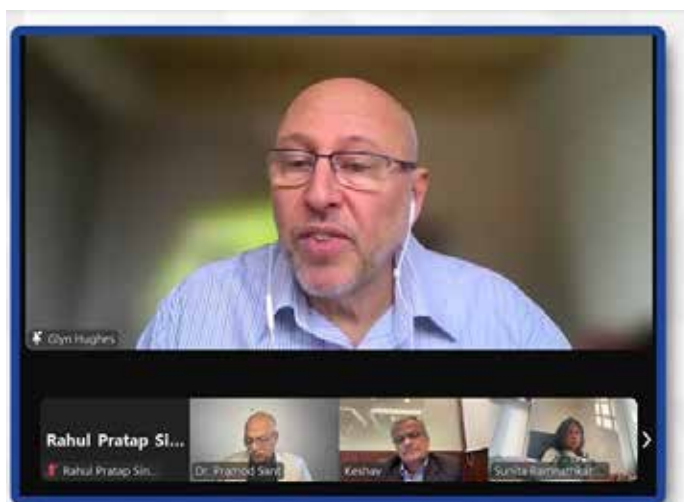 Glyn Hughes
Rahul Pratap Si...
Rahul Pratap Sin...
Dr. Pramod Sant
Keshav
Sunita Ramnathkar